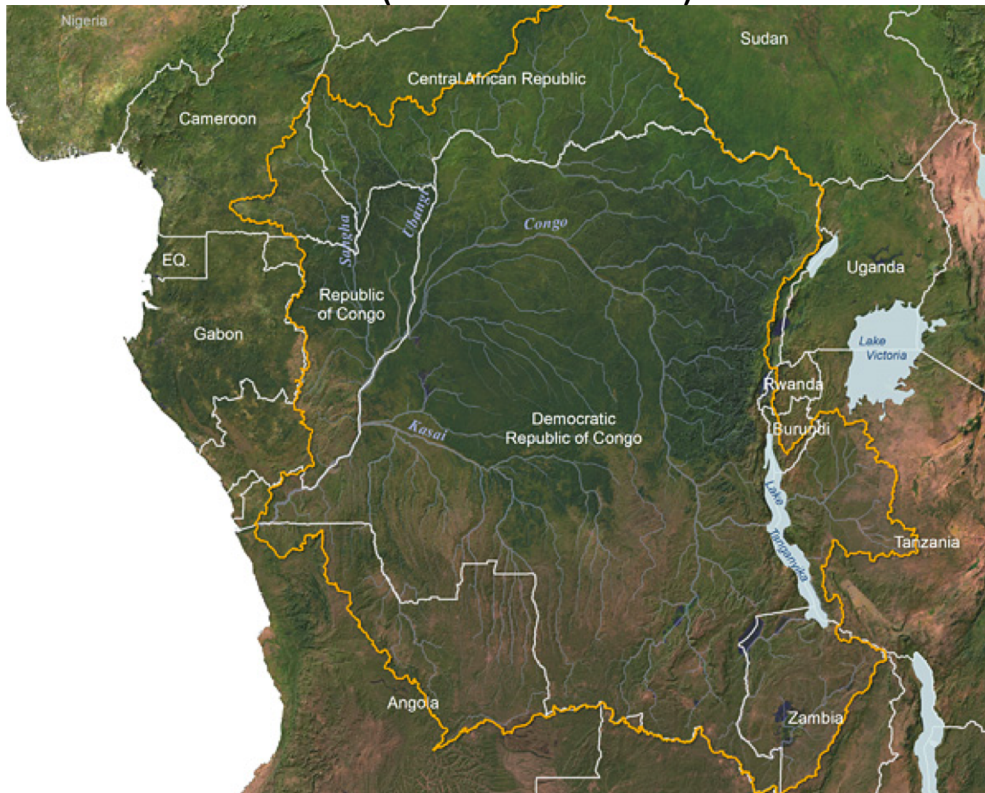 Nigeria
Sudan
Central African Republic
Cameroon
Ubangi
Sangha
Congo
EQ.
Uganda
Republic
of Congo
Gabon
Lake
Victoria
Rwanda
Democratic
Republic of Congo
Kasai
Burundi
Lake
Tanganyika
Tanzania
Angola
Zambia